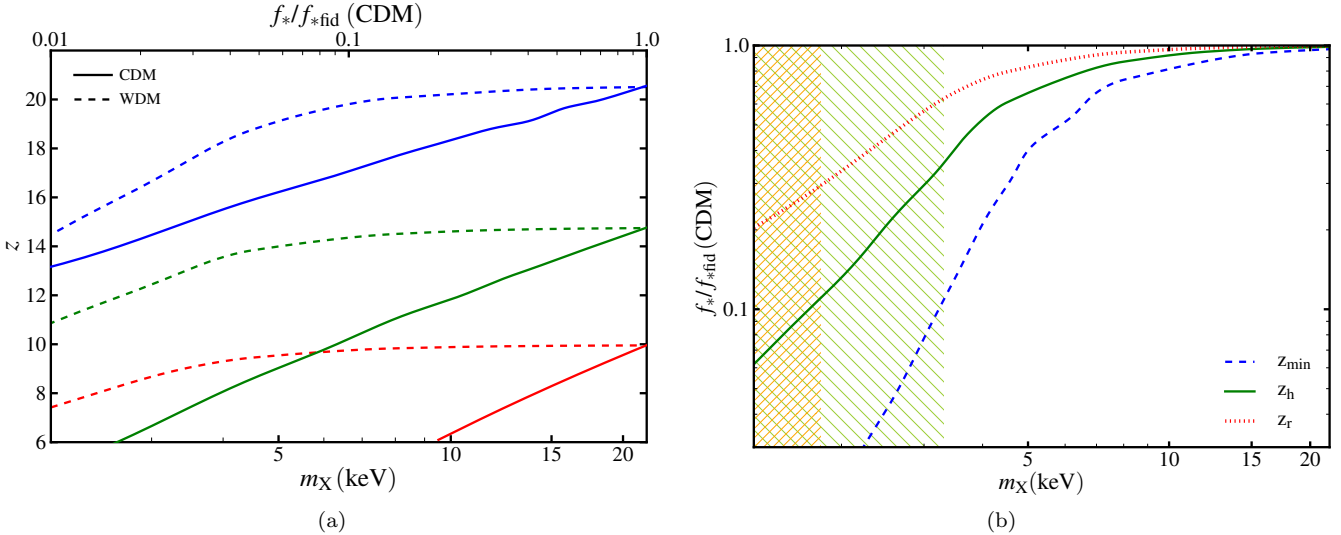 f*/f*fid (CDM)
0.01 0.1 1.0
CDM
WDM
20
18
16
14
12
10
8
6
z
5 10 15 20
mX (keV)
(a)
1.0
0.1
f*/f*fid (CDM)
zmin
zh
zr
5 10 15 20
mX (keV)
(b)